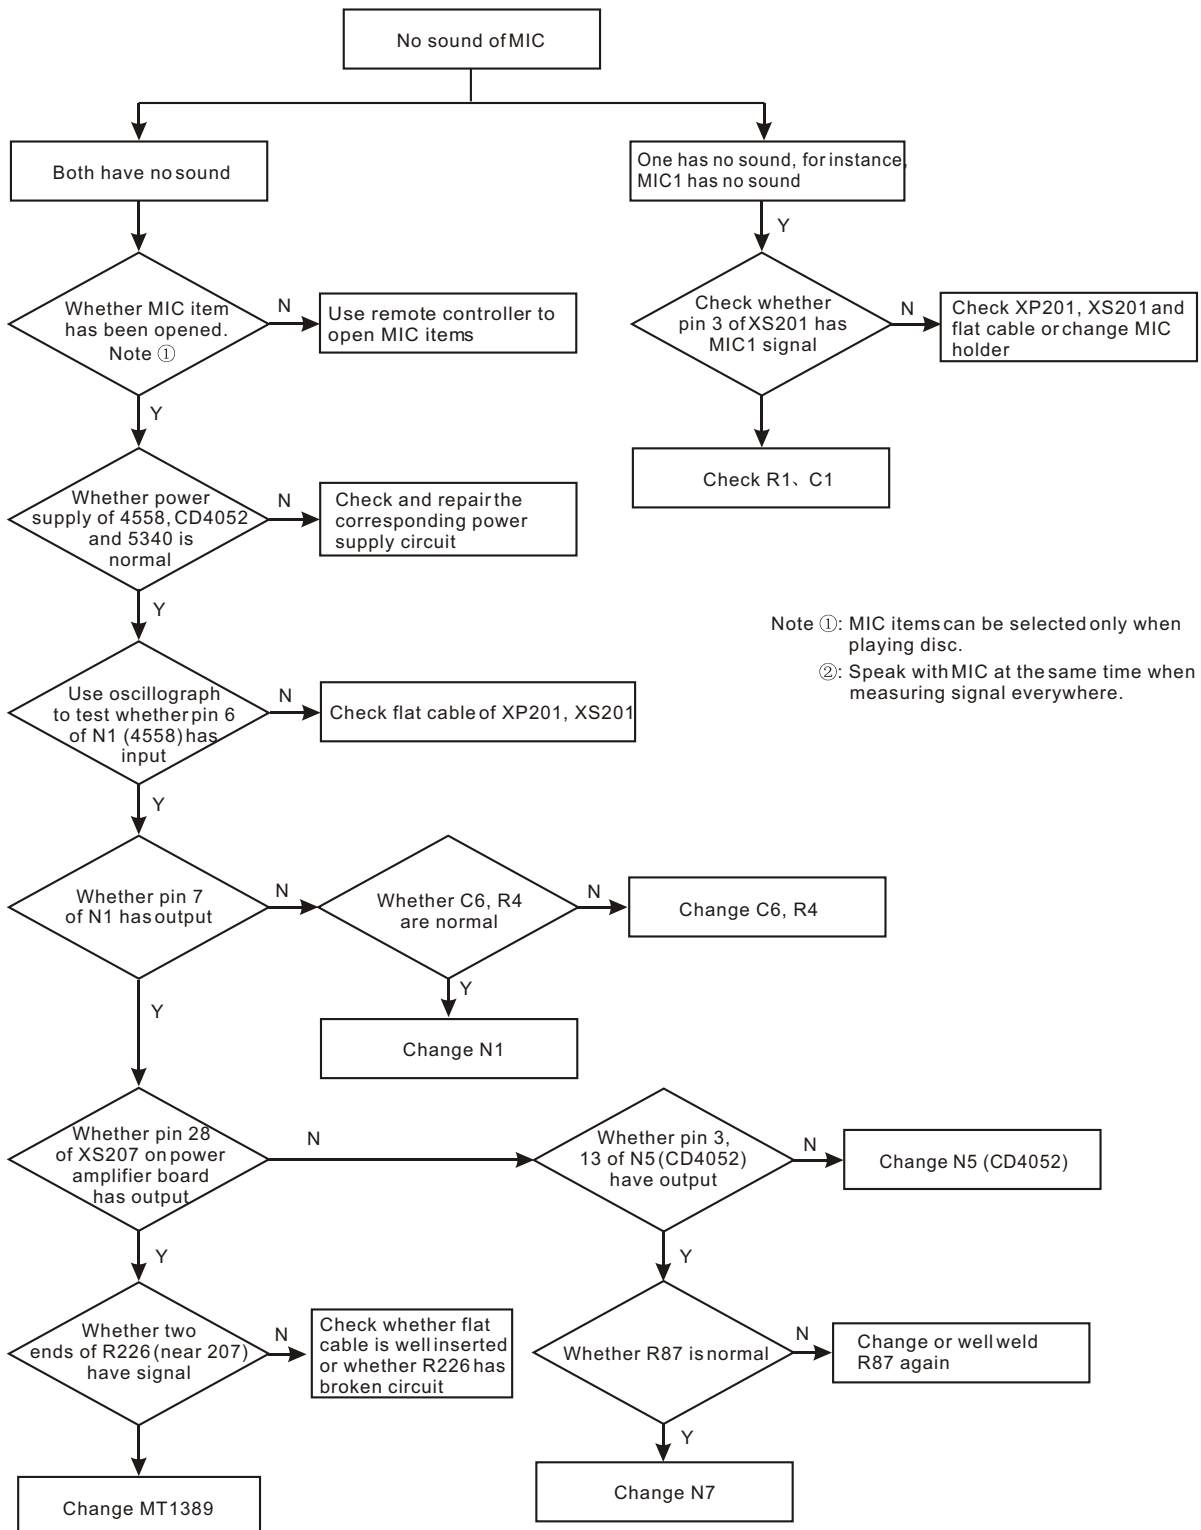 No sound of MIC
Both have no sound
One has no sound, for instance,
MIC1 has no sound
Y
Y
Whether MIC item
has been opened.
Note ①
N
Use remote controller to
open MIC items
Check whether
pin 3 of XS201 has
MIC1 signal
N
Check XP201, XS201 and
flat cable or change MIC
holder
Y
Check R1、C1
Whether power
supply of 4558, CD4052
and 5340 is
normal
N
Check and repair the
corresponding power
supply circuit
Y
Note ①: MIC items can be selected only when
playing disc.
②: Speak with MIC at the same time when
measuring signal everywhere.
Use oscillograph
to test whether pin 6
of N1 (4558) has
input
N
Check flat cable of XP201, XS201
Y
Whether pin 7
of N1 has output
N
Whether C6, R4
are normal
N
Change C6, R4
Y
Y
Change N1
Whether pin 28
of XS207 on power
amplifier board
has output
N
Whether pin 3,
13 of N5 (CD4052)
have output
N
Change N5 (CD4052)
Y
Y
Whether two
ends of R226 (near 207)
have signal
N
Check whether flat
cable is well inserted
or whether R226 has
broken circuit
Whether R87 is normal
N
Change or well weld
R87 again
Y
Change MT1389
Change N7